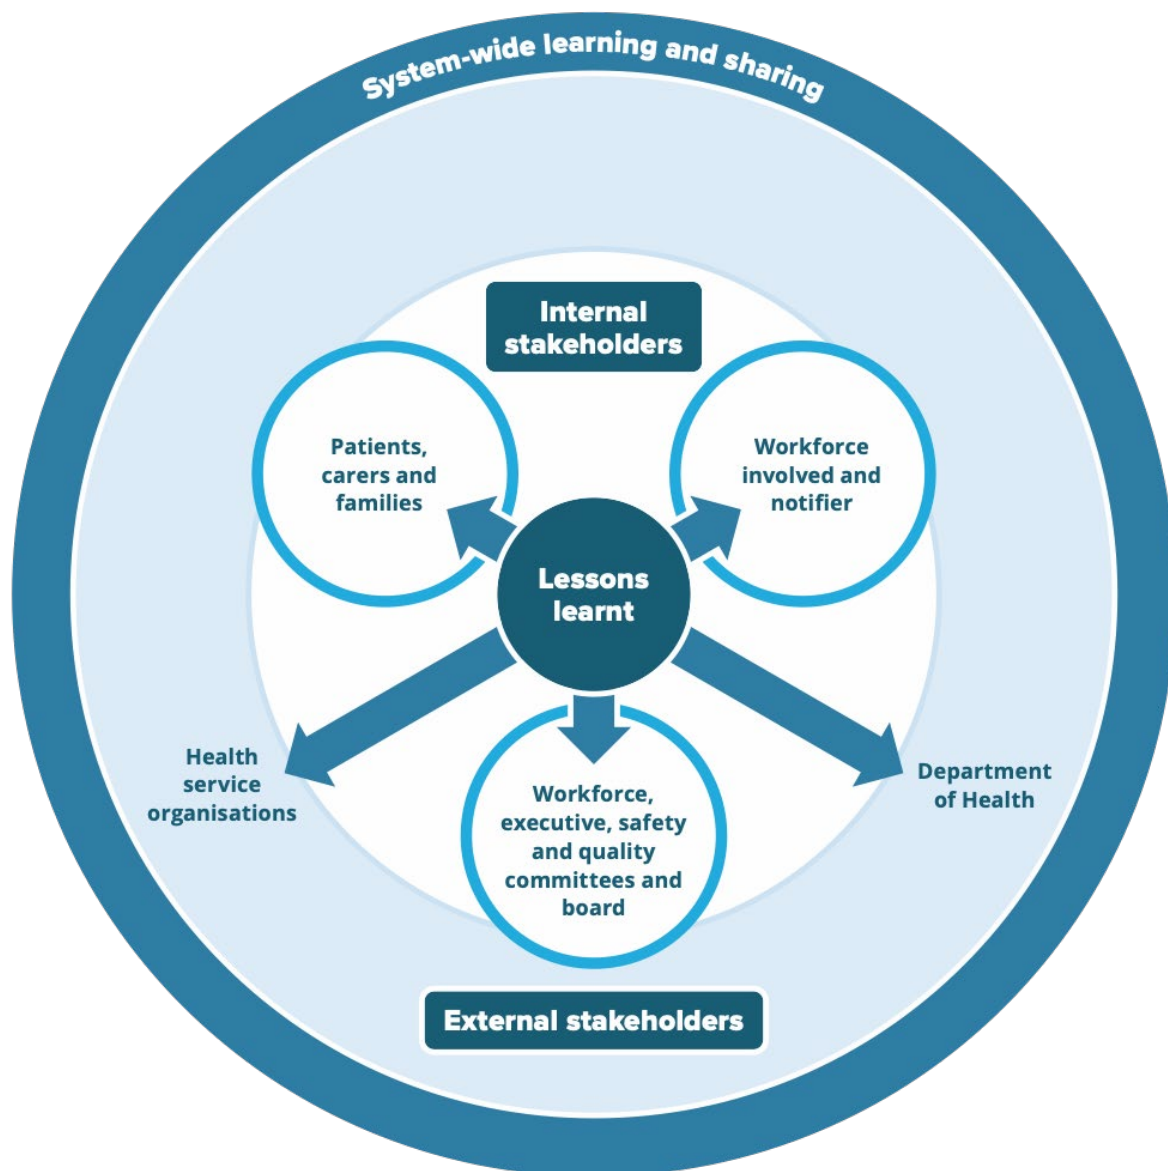 System-wide learning and sharing
Internal
stakeholders
Patients,
carers and
families
Workforce
involved and
notifier
Lessons
learnt
Health
service
organisations
Department
of Health
Workforce,
executive, safety
and quality
committees and
board
External stakeholders